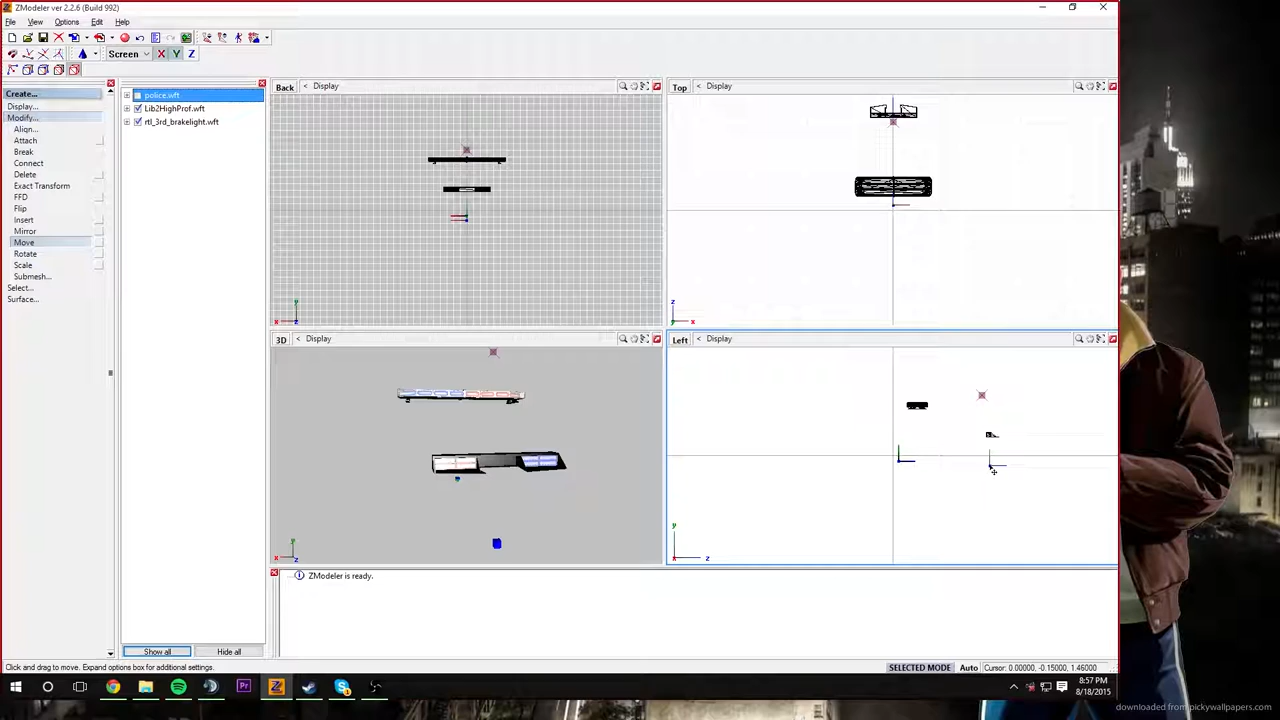 ZModeler ver 2.2.6 (Build 992)
File View Options Edit Help
Screen X Y Z
Create...
Display...
Modify...
Align...
Attach
Break
Connect
Delete
Exact Transform
FFD
Flip
Insert
Mirror
Move
Rotate
Scale
Submesh...
Select...
Surface...
police.wft
Lib2HighProf.wft
rtl_3rd_brakelight.wft
Show all Hide all
Back < Display
y
x z
Top < Display
z
y x
3D < Display
y
x z
Left < Display
y
x z
ZModeler is ready.
Click and drag to move. Expand options box for additional settings.
SELECTED MODE Auto Cursor: 0.00000, -0.15000, 1.46000
8:57 PM
8/18/2015
downloaded from pickywallpapers.com